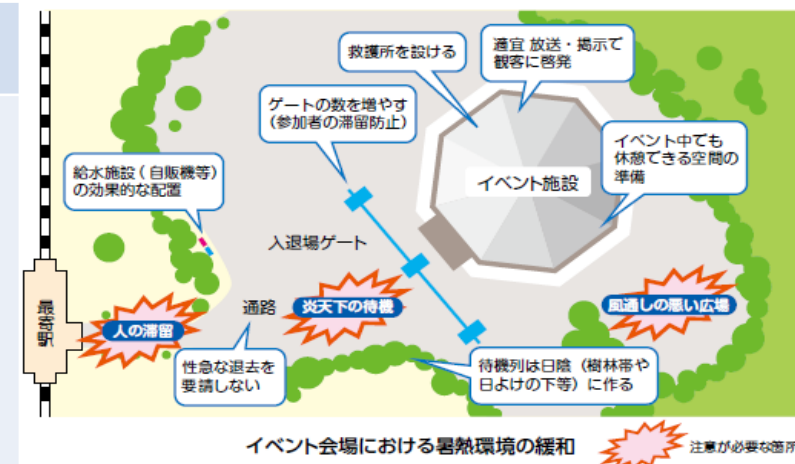 救護所を設ける
適宜 放送・掲示で
観客に啓発
ゲートの数を増やす
(参加者の滞留防止)
イベント中でも
休憩できる空間の
準備
給水施設(自販機等)
の効果的な配置
イベント施設
入退場ゲート
最寄駅
人の滞留
通路
炎天下の待機
風通しの悪い広場
性急な退去を
要請しない
待機列は日陰(樹林帯や
日よけの下等)に作る
イベント会場における暑熱環境の緩和
注意が必要な箇所